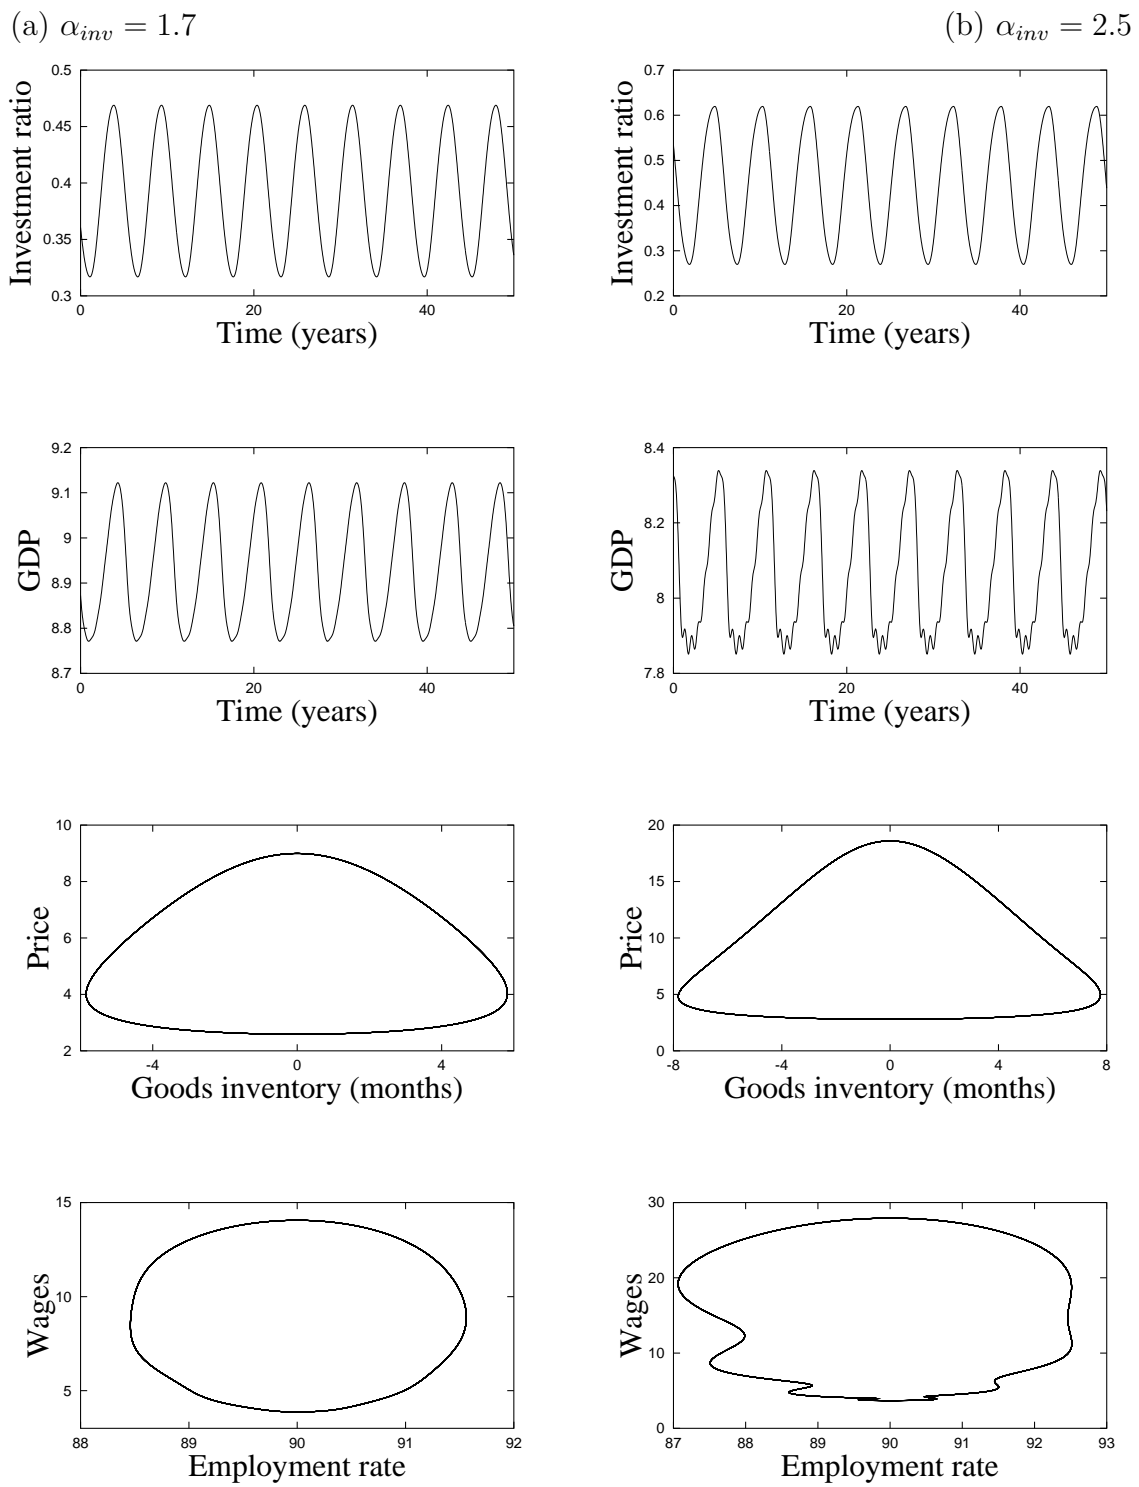 (a) α_inv = 1.7
(b) α_inv = 2.5
0.5
0.45
0.4
0.35
0.3
Investment ratio
0 20 40
Time (years)
0.7
0.6
0.5
0.4
0.3
0.2
Investment ratio
0 20 40
Time (years)
9.2
9.1
9
8.9
8.8
8.7
GDP
0 20 40
Time (years)
8.4
8.2
8
7.8
GDP
0 20 40
Time (years)
10
8
6
4
2
Price
-4 0 4
Goods inventory (months)
20
15
10
5
0
Price
-8 -4 0 4 8
Goods inventory (months)
15
10
5
Wages
88 89 90 91 92
Employment rate
30
20
10
0
Wages
87 88 89 90 91 92 93
Employment rate